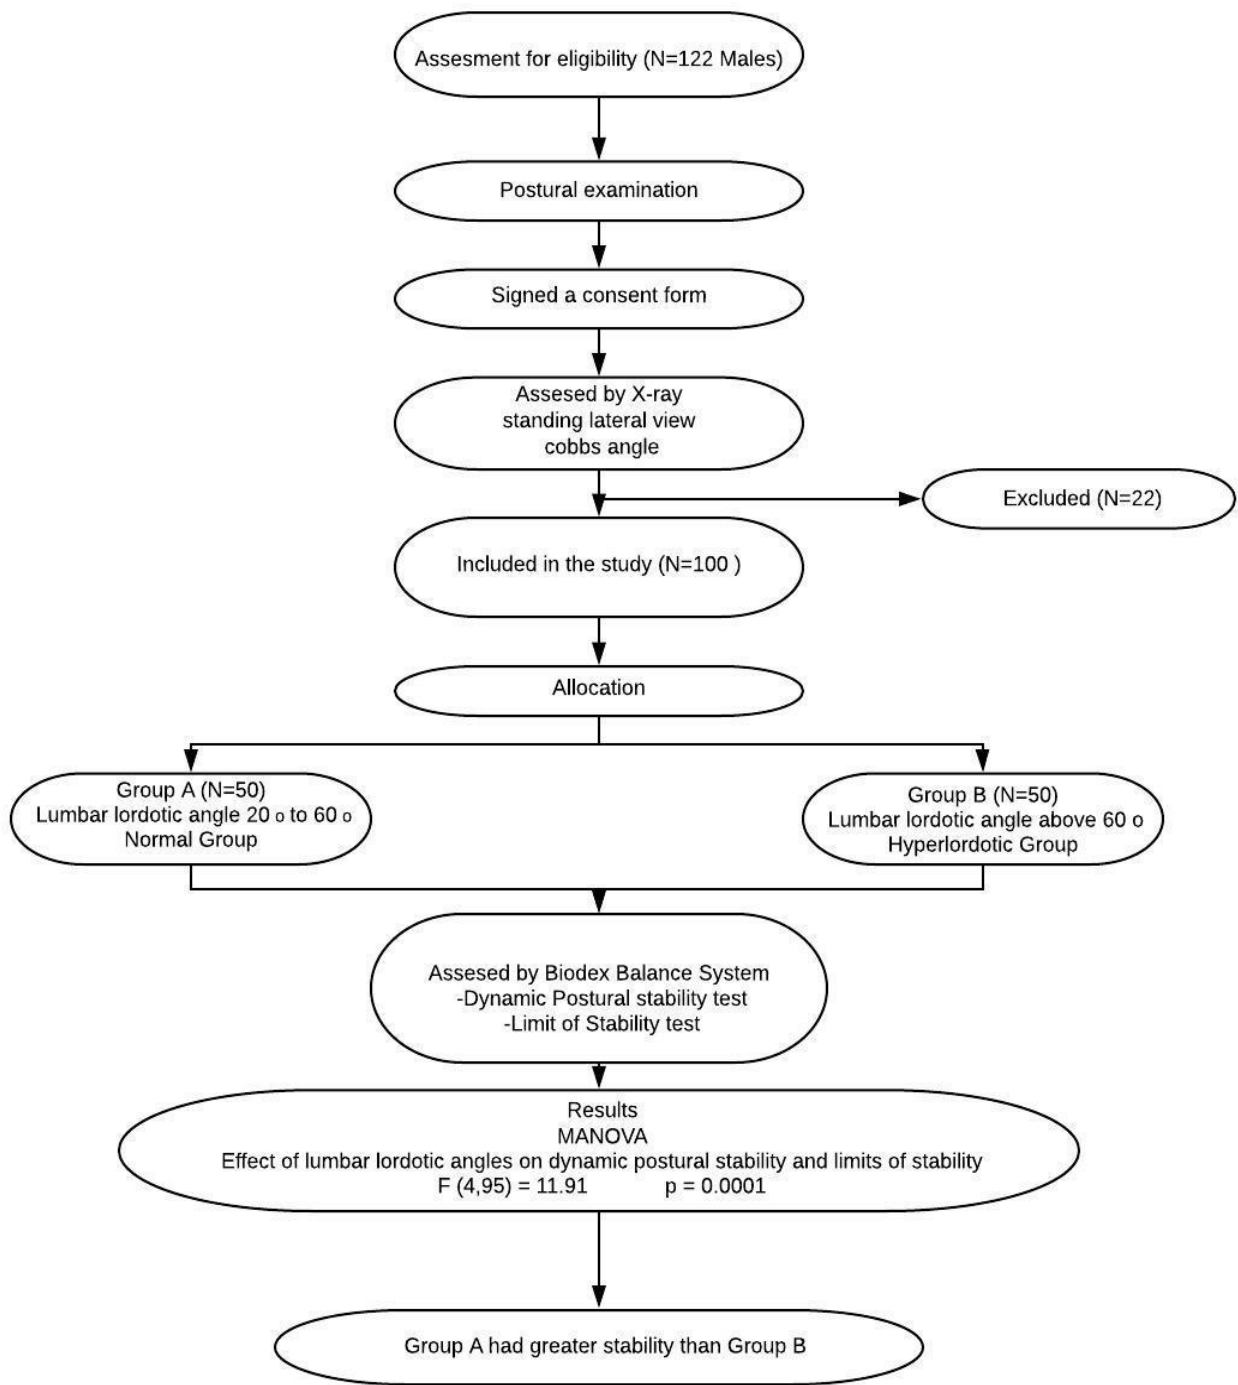 Assesment for eligibility (N=122 Males)
Postural examination
Signed a consent form
Assesed by X-ray
standing lateral view
cobbs angle
Excluded (N=22)
Included in the study (N=100 )
Allocation
Group A (N=50)
Lumbar lordotic angle 20 o to 60 o
Normal Group
Group B (N=50)
Lumbar lordotic angle above 60 o
Hyperlordotic Group
Assesed by Biodex Balance System
-Dynamic Postural stability test
-Limit of Stability test
Results
MANOVA
Effect of lumbar lordotic angles on dynamic postural stability and limits of stability
F (4,95) = 11.91 p = 0.0001
Group A had greater stability than Group B